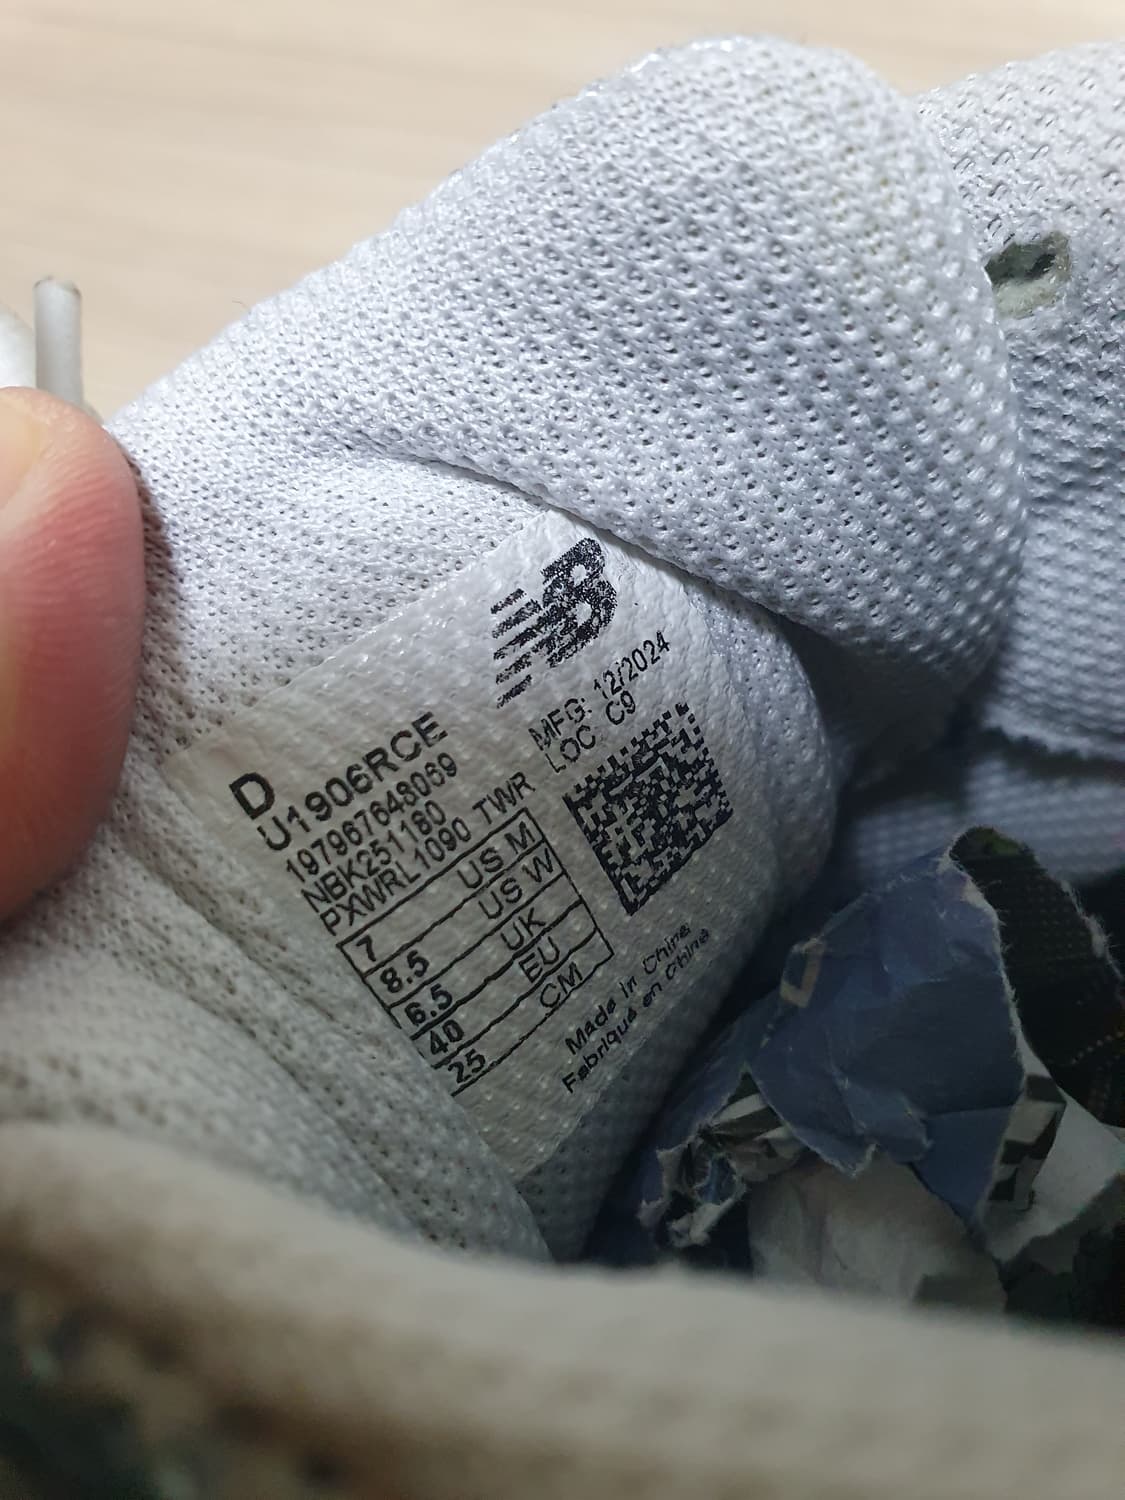 NB
MFG: 12/2024
LOC: C9
D
U1906RCE
197967648069
NBK251180
PXWRL1090 TWR
7 US M
8.5 US W
6.5 UK
40 EU
25 CM
Made in China
Fabriqué en Chine